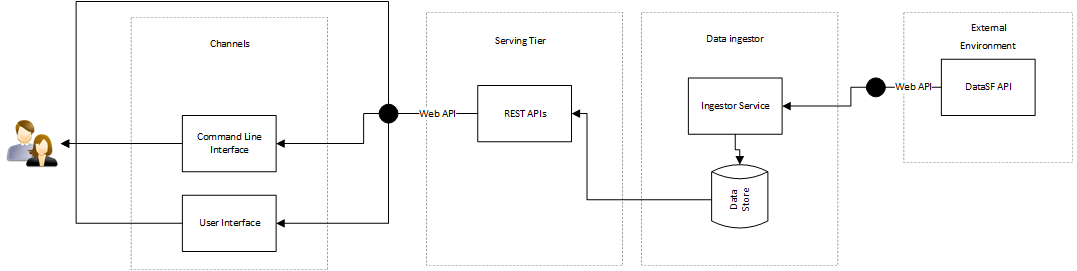 Channels
Command Line
Interface
User Interface
Web API
Serving Tier
REST APIs
Data ingestor
Ingestor Service
Data
Store
Web API
External
Environment
DataSF API